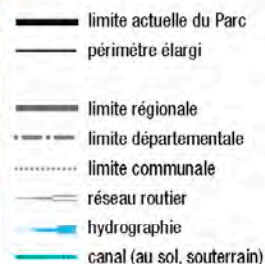 limite actuelle du Parc
périmètre élargi
limite régionale
limite départementale
limite communale
réseau routier
hydrographie
canal (au sol, souterrain)